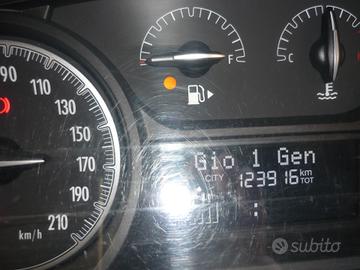 F
C
E
90
110
130
150
170
190
210
km/h
Gio 1 Gen
CITY 123916 km TOT
:
subito